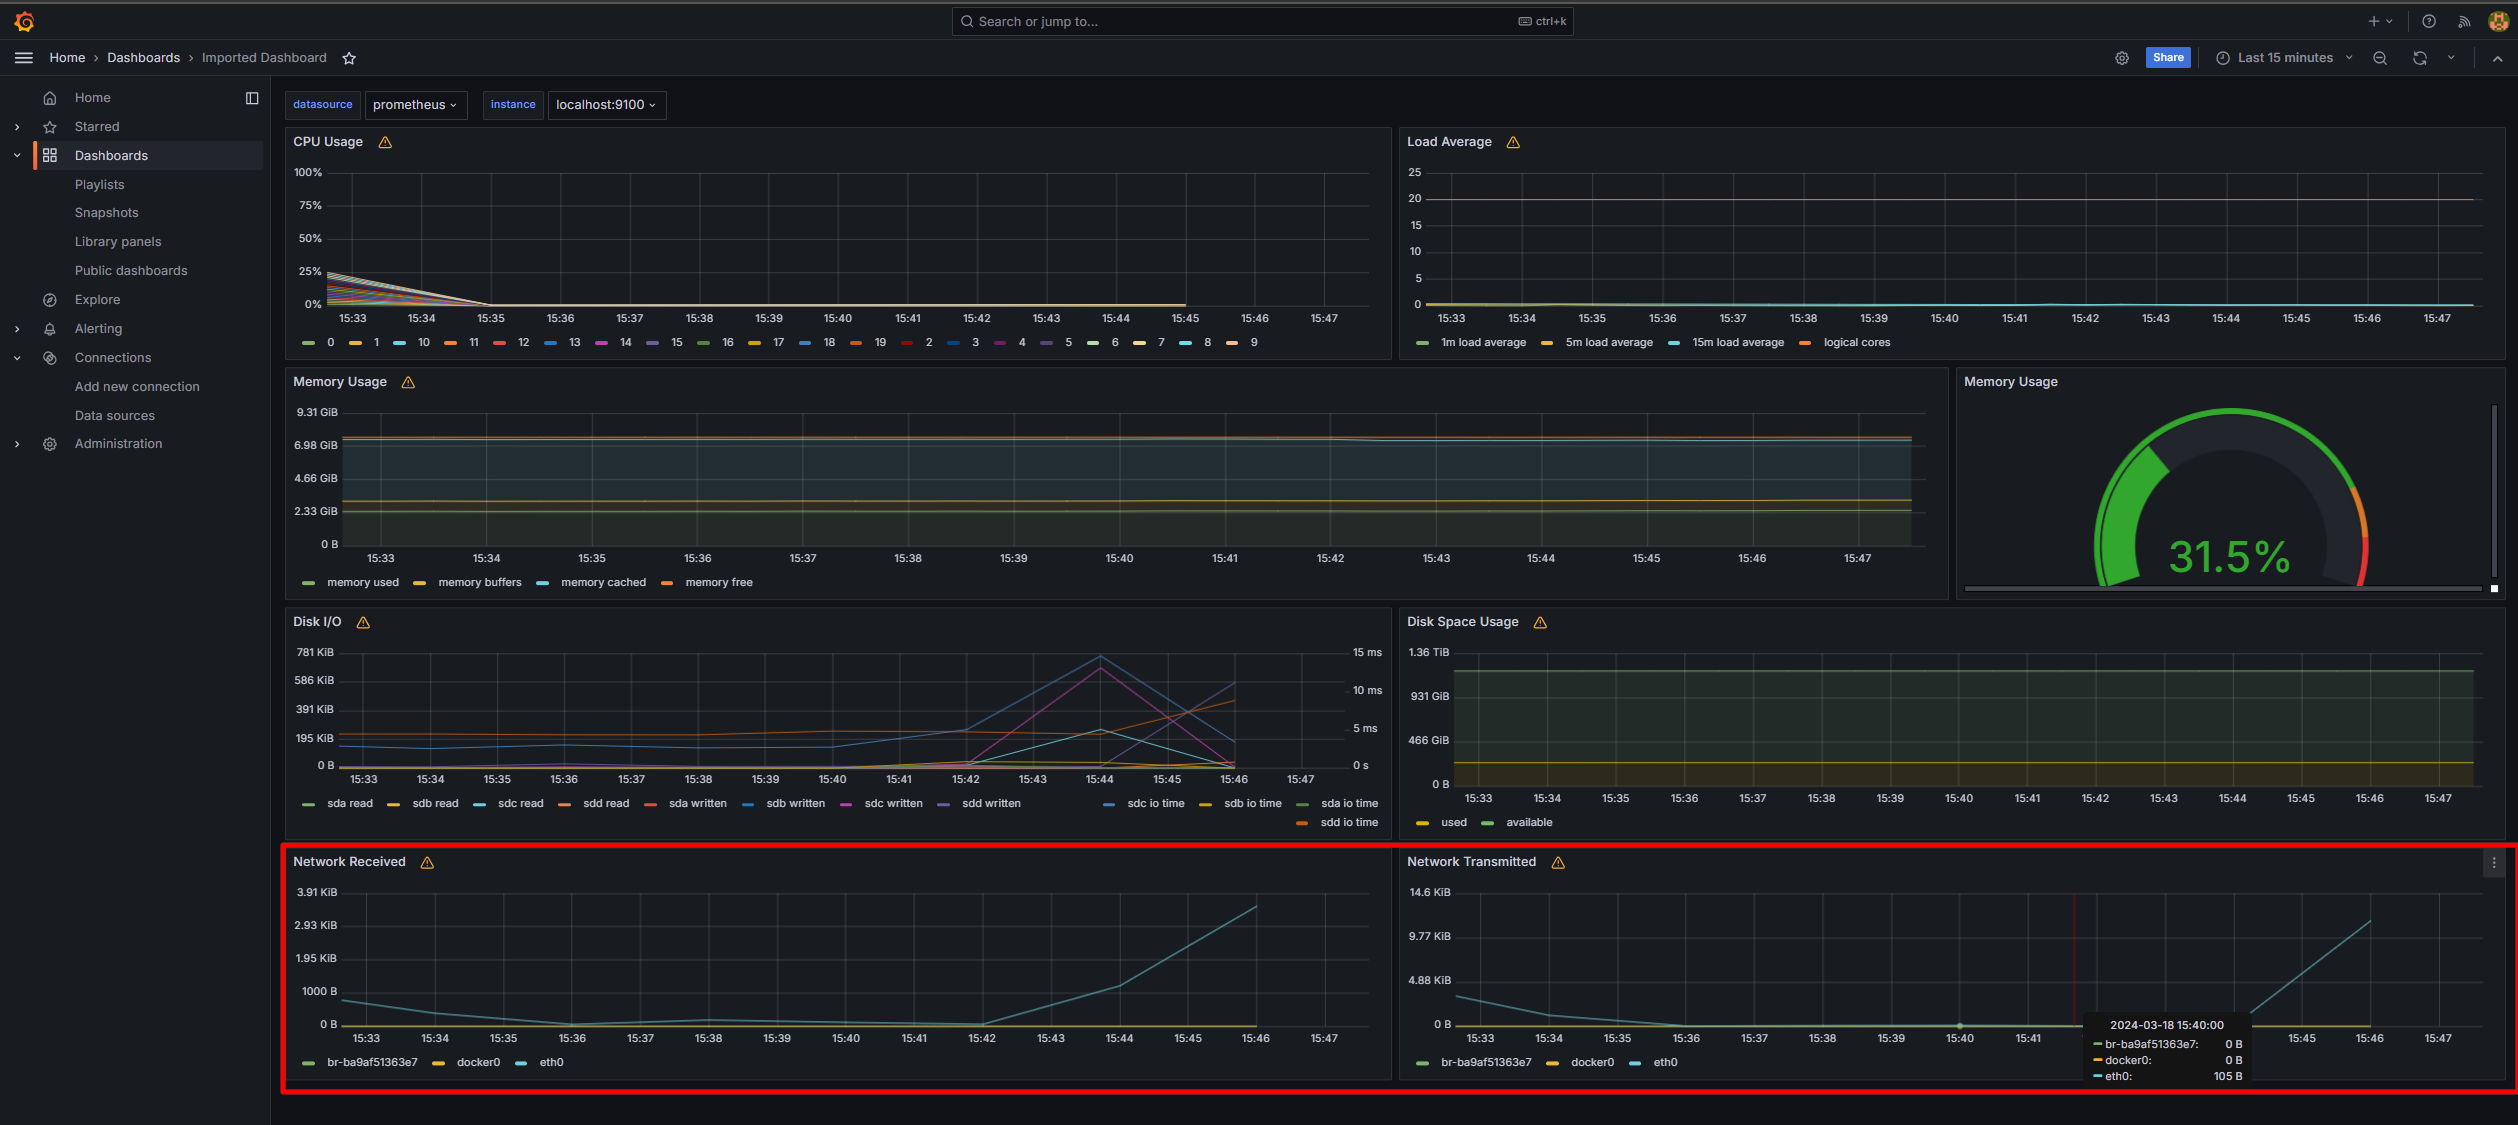 Search or jump to...
ctrl+k
Home › Dashboards › Imported Dashboard
Share
Last 15 minutes
Home
Starred
Dashboards
Playlists
Snapshots
Library panels
Public dashboards
Explore
Alerting
Connections
Add new connection
Data sources
Administration
datasource prometheus instance localhost:9100
CPU Usage
100%
75%
50%
25%
0%
15:33 15:34 15:35 15:36 15:37 15:38 15:39 15:40 15:41 15:42 15:43 15:44 15:45 15:46 15:47
0 1 10 11 12 13 14 15 16 17 18 19 2 3 4 5 6 7 8 9
Load Average
25
20
15
10
5
0
15:33 15:34 15:35 15:36 15:37 15:38 15:39 15:40 15:41 15:42 15:43 15:44 15:45 15:46 15:47
1m load average 5m load average 15m load average logical cores
Memory Usage
9.31 GiB
6.98 GiB
4.66 GiB
2.33 GiB
0 B
15:33 15:34 15:35 15:36 15:37 15:38 15:39 15:40 15:41 15:42 15:43 15:44 15:45 15:46 15:47
memory used memory buffers memory cached memory free
Memory Usage
31.5%
Disk I/O
781 KiB
586 KiB
391 KiB
195 KiB
0 B
15 ms
10 ms
5 ms
0 s
15:33 15:34 15:35 15:36 15:37 15:38 15:39 15:40 15:41 15:42 15:43 15:44 15:45 15:46 15:47
sda read sdb read sdc read sdd read sda written sdb written sdc written sdd written sdc io time sdb io time sda io time
sdd io time
Disk Space Usage
1.36 TiB
931 GiB
466 GiB
0 B
15:33 15:34 15:35 15:36 15:37 15:38 15:39 15:40 15:41 15:42 15:43 15:44 15:45 15:46 15:47
used available
Network Received
3.91 KiB
2.93 KiB
1.95 KiB
1000 B
0 B
15:33 15:34 15:35 15:36 15:37 15:38 15:39 15:40 15:41 15:42 15:43 15:44 15:45 15:46 15:47
br-ba9af51363e7 docker0 eth0
Network Transmitted
14.6 KiB
9.77 KiB
4.88 KiB
0 B
15:33 15:34 15:35 15:36 15:37 15:38 15:39 15:40 15:41 15:45 15:46 15:47
br-ba9af51363e7 docker0 eth0
2024-03-18 15:40:00
br-ba9af51363e7: 0 B
docker0: 0 B
eth0: 105 B